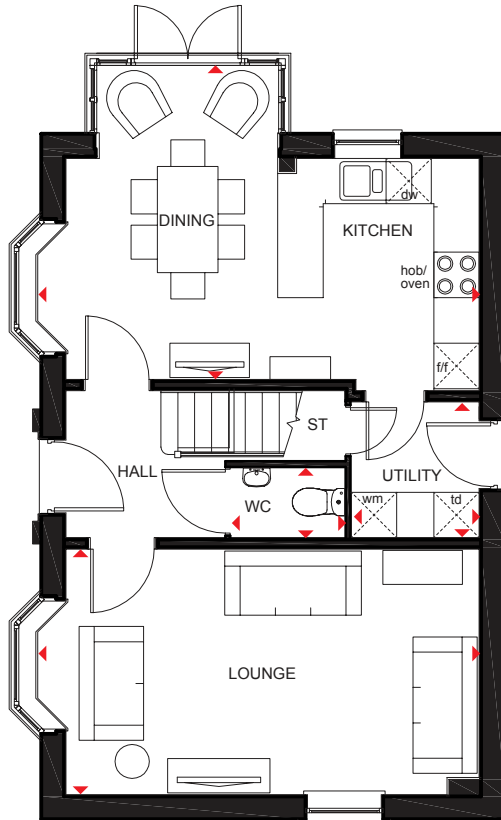 dw
DINING
KITCHEN
hob/
oven
f/f
ST
HALL
UTILITY
WC
wm
td
LOUNGE